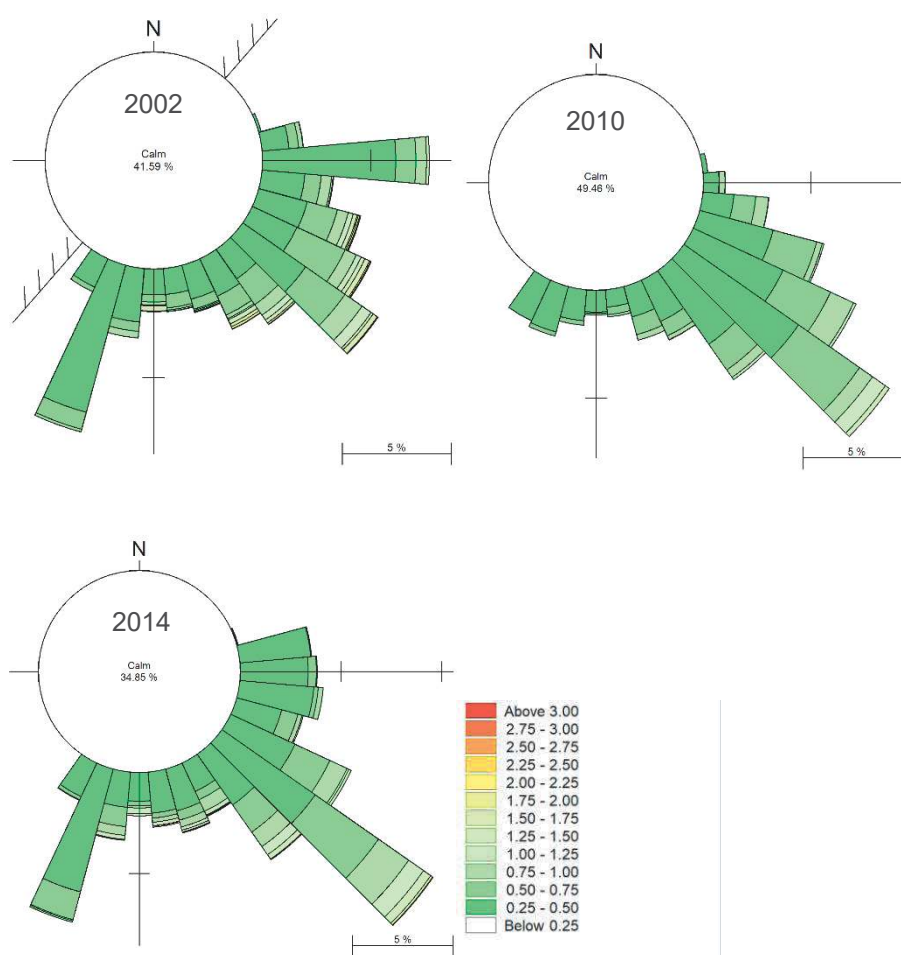 N
2002
Calm
41.59 %
5 %
N
2010
Calm
49.46 %
5 %
N
2014
Calm
34.85 %
5 %
Above 3.00
2.75 - 3.00
2.50 - 2.75
2.25 - 2.50
2.00 - 2.25
1.75 - 2.00
1.50 - 1.75
1.25 - 1.50
1.00 - 1.25
0.75 - 1.00
0.50 - 0.75
0.25 - 0.50
Below 0.25